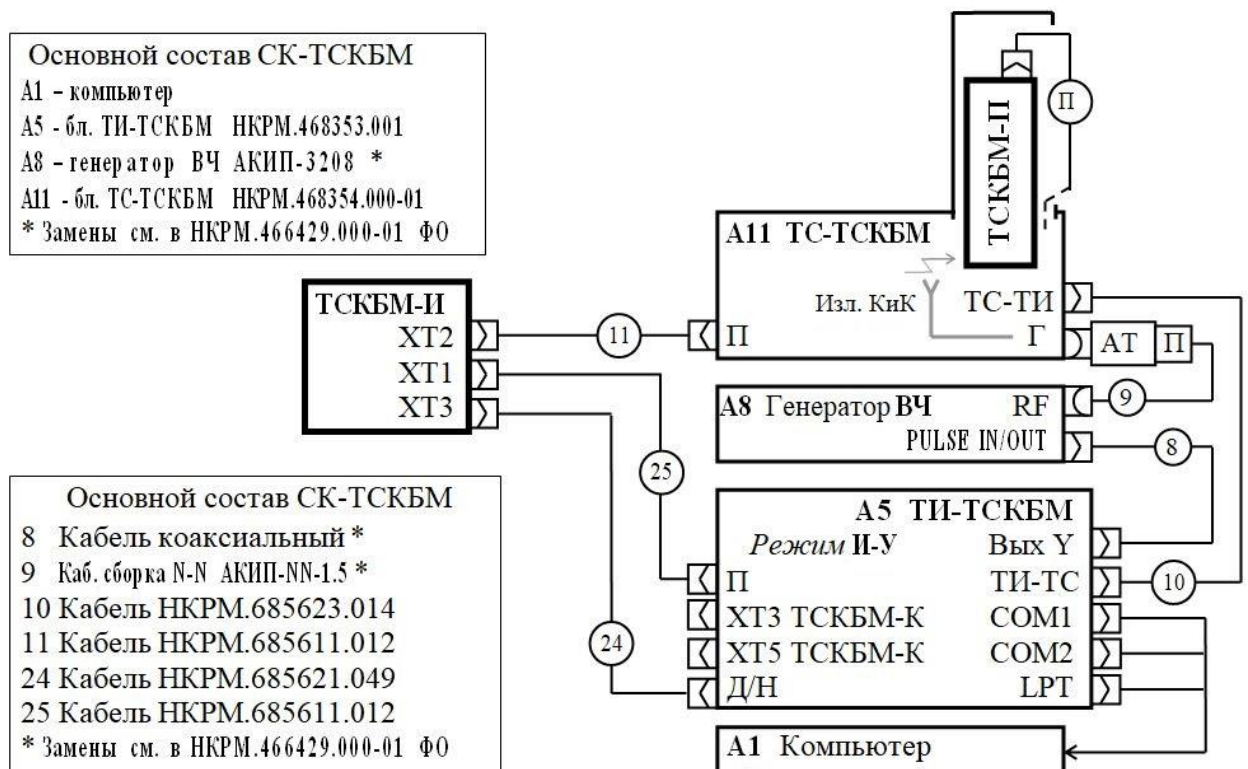 Основной состав СК-ТСКБМ
А1 – компьютер
А5 - бл. ТИ-ТСКБМ НКРМ.468353.001
А8 – генератор ВЧ АКИП-3208 *
А11 - бл. ТС-ТСКБМ НКРМ.468354.000-01
* Замены см. в НКРМ.466429.000-01 ФО
П
ТСКБМ-П
А11 ТС-ТСКБМ
Изл. КиК
ТС-ТИ
П
Г
АТ
П
ТСКБМ-И
ХТ2
ХТ1
ХТ3
11
А8 Генератор ВЧ
RF
PULSE IN/OUT
9
8
25
24
10
А5 ТИ-ТСКБМ
Режим И-У
Вых Y
П
ТИ-ТС
ХТ3 ТСКБМ-К
COM1
ХТ5 ТСКБМ-К
COM2
Д/Н
LPT
А1 Компьютер
Основной состав СК-ТСКБМ
8 Кабель коаксиальный *
9 Каб. сборка N-N АКИП-NN-1.5 *
10 Кабель НКРМ.685623.014
11 Кабель НКРМ.685611.012
24 Кабель НКРМ.685621.049
25 Кабель НКРМ.685611.012
* Замены см. в НКРМ.466429.000-01 ФО